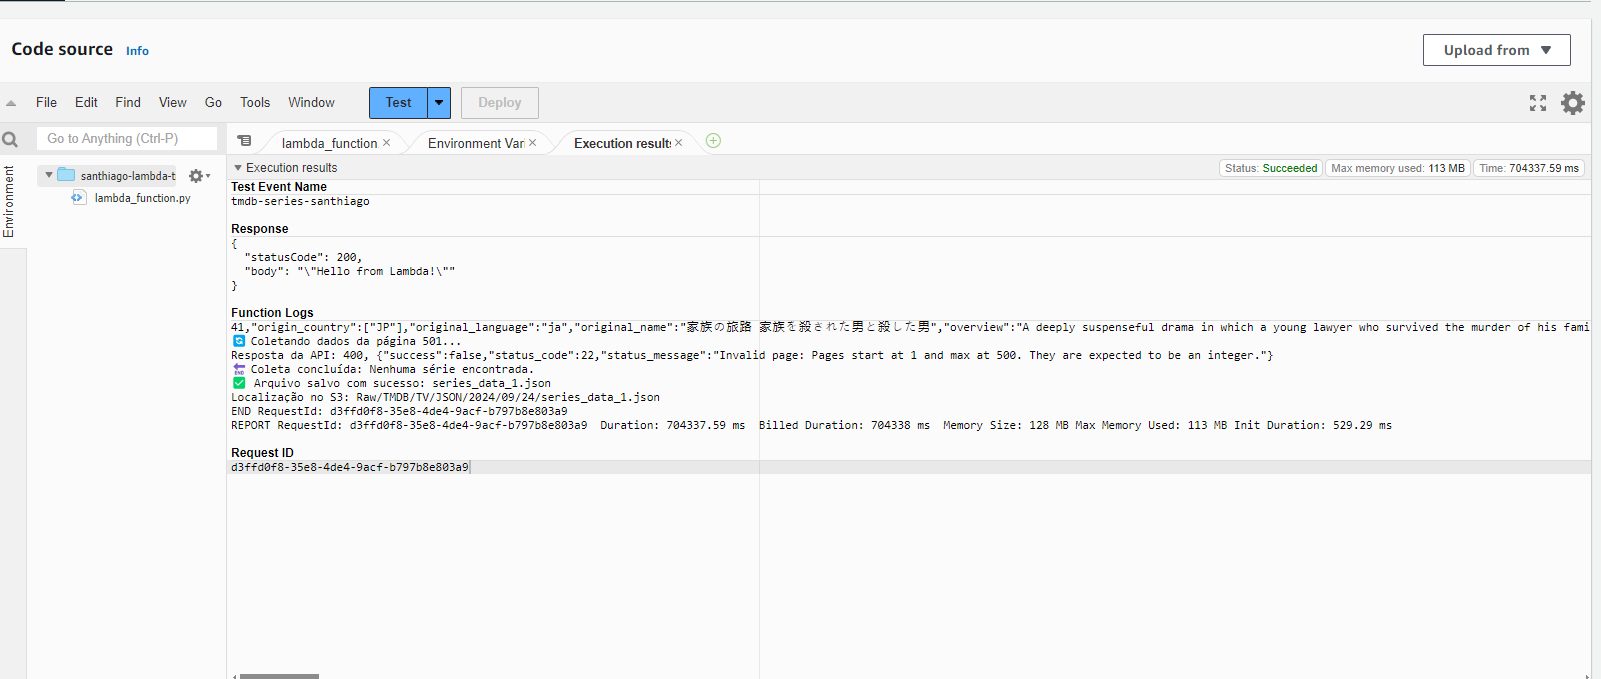 Code source Info
Upload from
File Edit Find View Go Tools Window Test Deploy
Go to Anything (Ctrl-P)
lambda_function Environment Vari Execution results
Environment
santhiago-lambda-t
lambda_function.py
Execution results
Status: Succeeded Max memory used: 113 MB Time: 704337.59 ms
Test Event Name
tmdb-series-santhiago
Response
{
"statusCode": 200,
"body": "\"Hello from Lambda!\""
}
Function Logs
41,"origin_country":["JP"],"original_language":"ja","original_name":"家族の旅路 家族を殺された男と殺した男","overview":"A deeply suspenseful drama in which a young lawyer who survived the murder of his fami
Coletando dados da página 501...
Resposta da API: 400, {"success":false,"status_code":22,"status_message":"Invalid page: Pages start at 1 and max at 500. They are expected to be an integer."}
END Coleta concluída: Nenhuma série encontrada.
Arquivo salvo com sucesso: series_data_1.json
Localização no S3: Raw/TMDB/TV/JSON/2024/09/24/series_data_1.json
END RequestId: d3ffd0f8-35e8-4de4-9acf-b797b8e803a9
REPORT RequestId: d3ffd0f8-35e8-4de4-9acf-b797b8e803a9 Duration: 704337.59 ms Billed Duration: 704338 ms Memory Size: 128 MB Max Memory Used: 113 MB Init Duration: 529.29 ms
Request ID
d3ffd0f8-35e8-4de4-9acf-b797b8e803a9